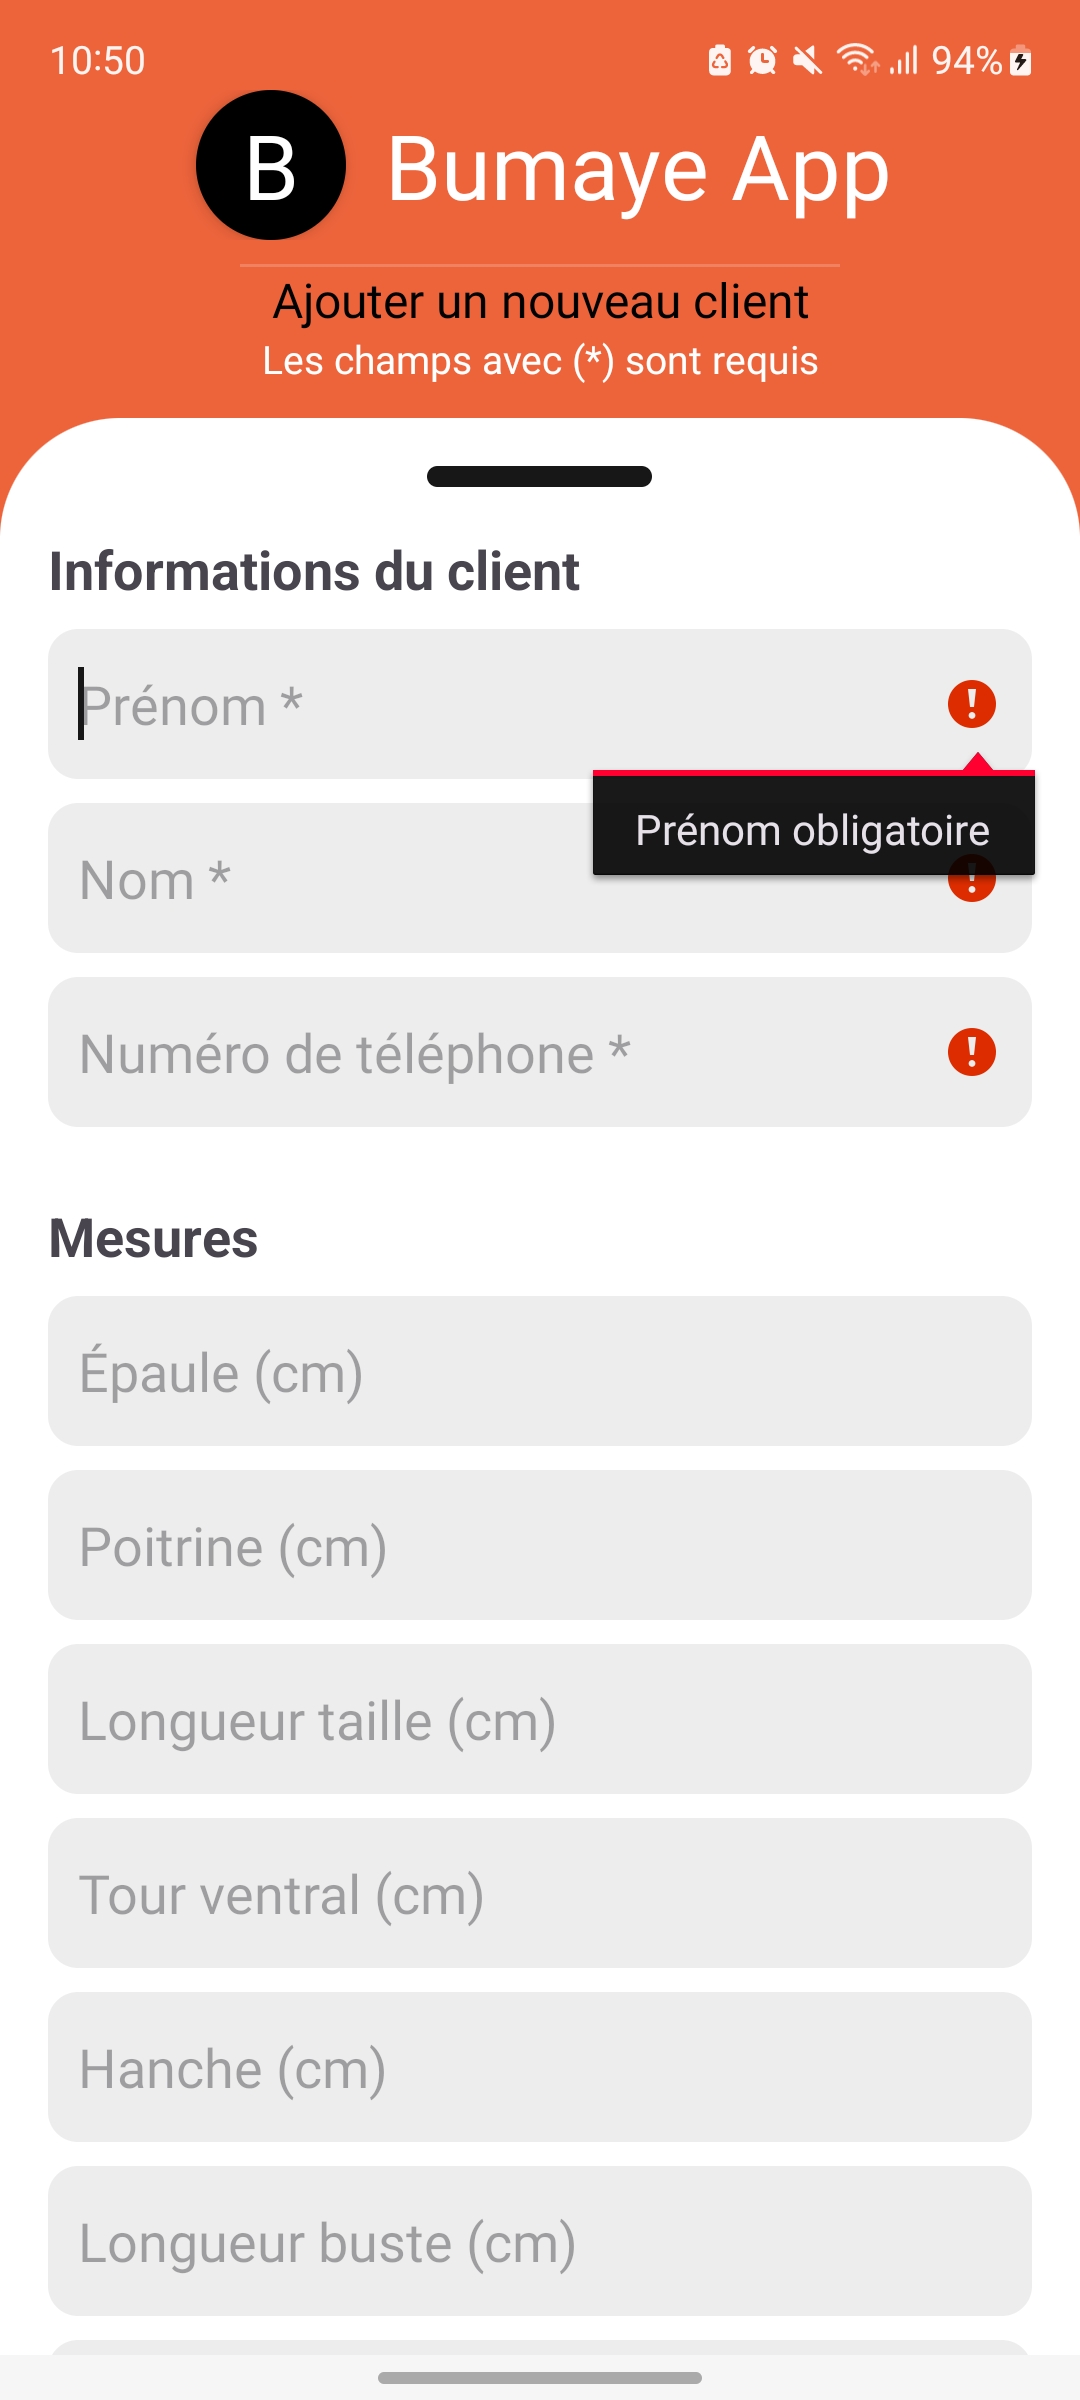 10:50
94%
B
Bumaye App
Ajouter un nouveau client
Les champs avec (*) sont requis
Informations du client
Prénom *
Prénom obligatoire
Nom *
Numéro de téléphone *
Mesures
Épaule (cm)
Poitrine (cm)
Longueur taille (cm)
Tour ventral (cm)
Hanche (cm)
Longueur buste (cm)